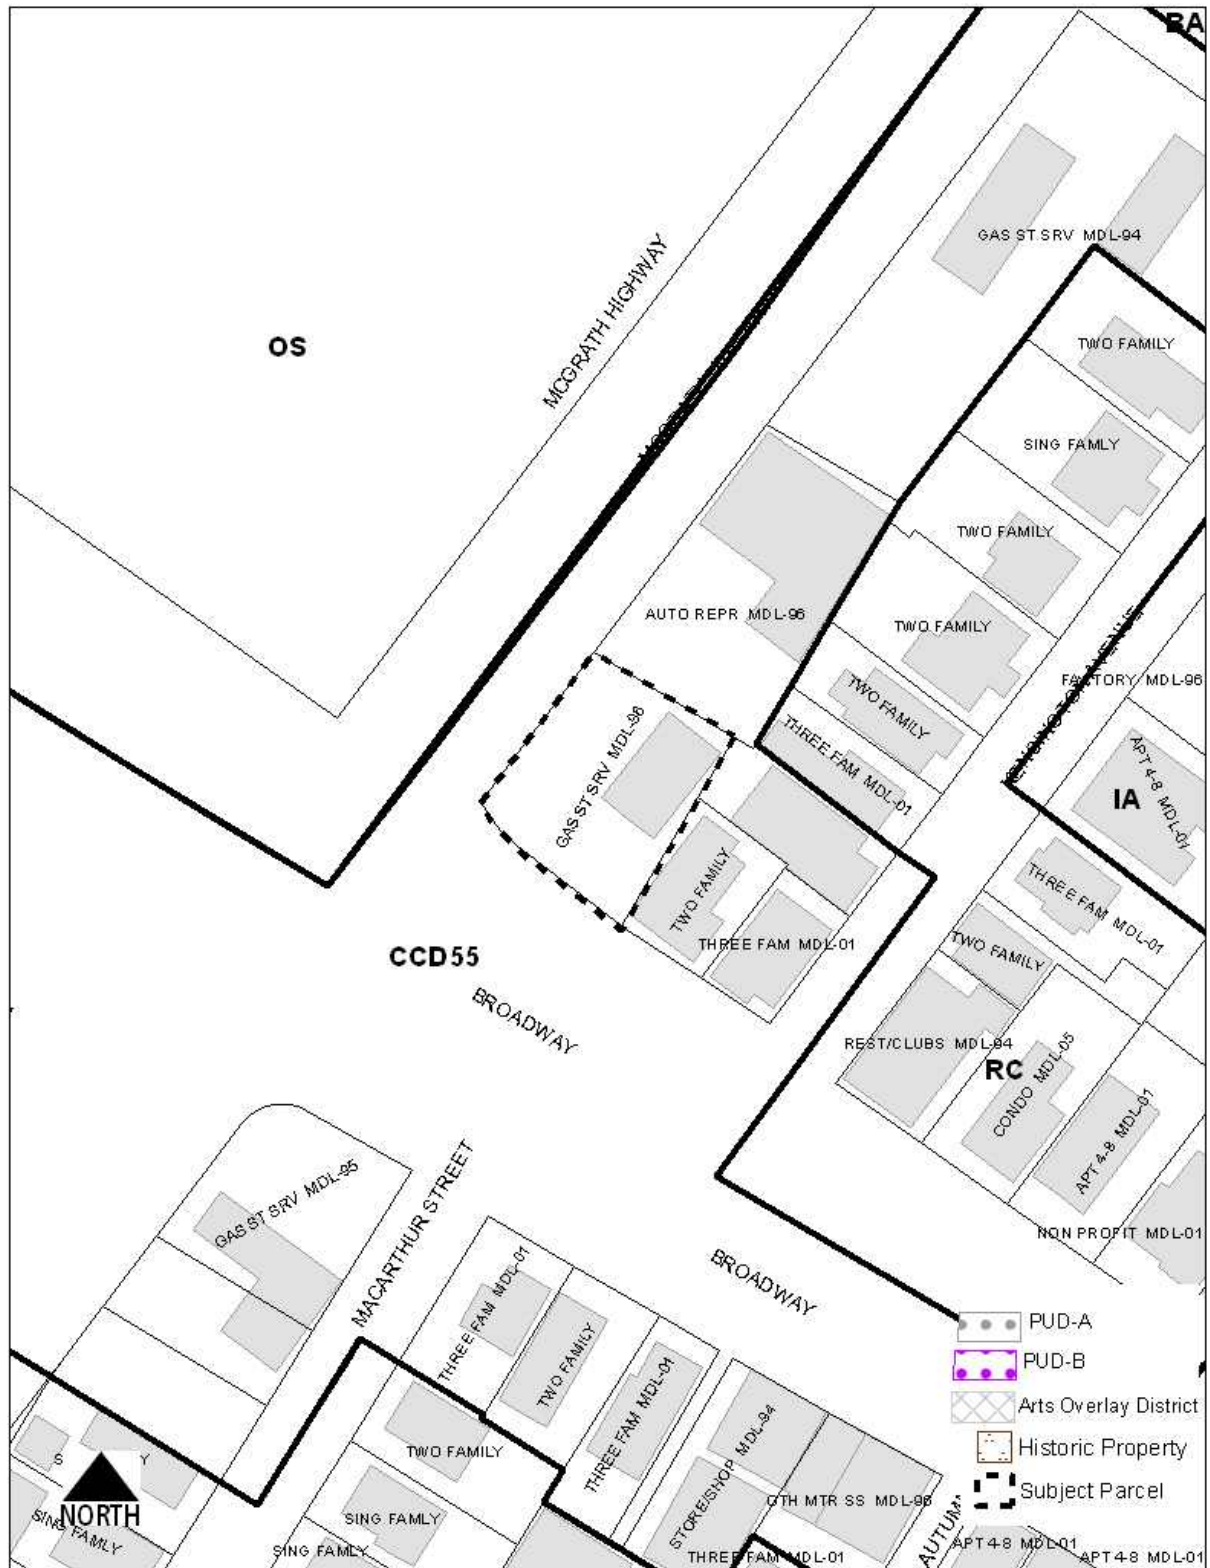 BA
GAS ST SRV MDL-94
MCGRATH HIGHWAY
OS
TWO FAMILY
SING FAMLY
TWO FAMILY
AUTO REPR MDL-96
TWO FAMILY
FACTORY MDL-96
TWO FAMILY
GAS ST SRV MDL-96
THREE FAM MDL-01
APT 4-8 MDL-01
IA
TWO FAMILY
THREE FAM MDL-01
THREE FAM MDL-01
TWO FAMILY
CCD55
BROADWAY
REST/CLUBS MDL-94
RC
CONDO MDL-05
APT 4-8 MDL-01
GAS ST SRV MDL-95
MACARTHUR STREET
NON PROFIT MDL-01
BROADWAY
THREE FAM MDL-01
TWO FAMILY
THREE FAM MDL-01
PUD-A
PUD-B
Arts Overlay District
Historic Property
Subject Parcel
TWO FAMILY
STORE/SHOP MDL-94
OTH MTR SS MDL-96
S
Y
NORTH
SING FAMLY
SING FAMLY
SING FAMLY
THREE FAM MDL-01
AUTUMN
APT 4-8 MDL-01
APT 4-8 MDL-01